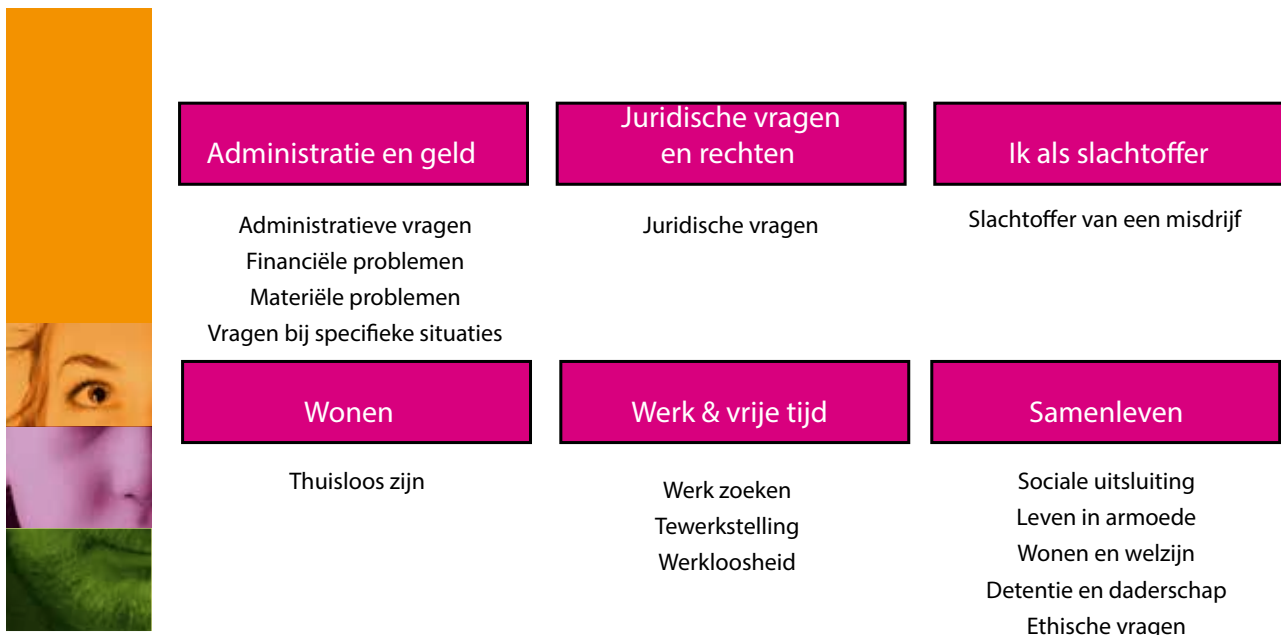 Administratie en geld
Administratieve vragen
Financiële problemen
Materiële problemen
Vragen bij specifieke situaties
Juridische vragen
en rechten
Juridische vragen
Ik als slachtoffer
Slachtoffer van een misdrijf
Wonen
Thuisloos zijn
Werk & vrije tijd
Werk zoeken
Tewerkstelling
Werkloosheid
Samenleven
Sociale uitsluiting
Leven in armoede
Wonen en welzijn
Detentie en daderschap
Ethische vragen